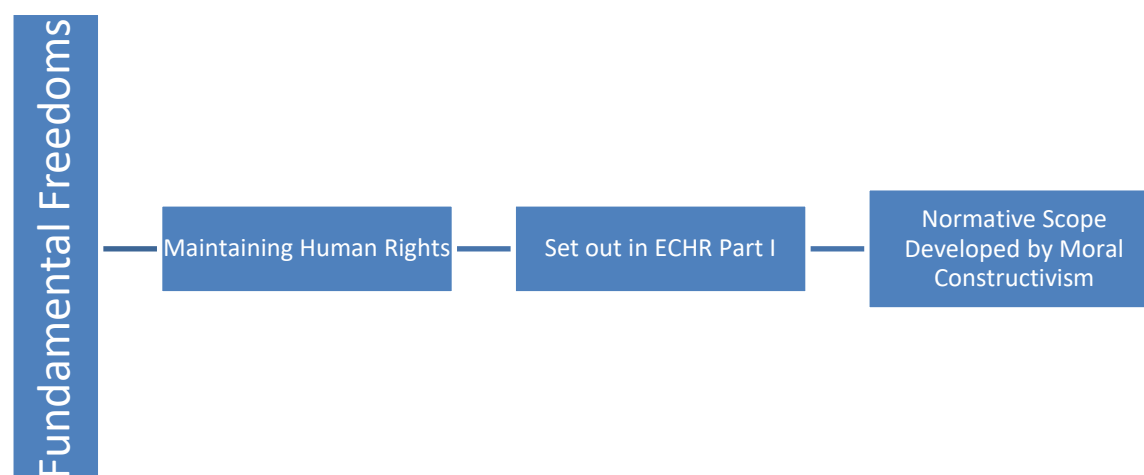 Fundamental Freedoms
Maintaining Human Rights
Set out in ECHR Part I
Normative Scope
Developed by Moral
Constructivism